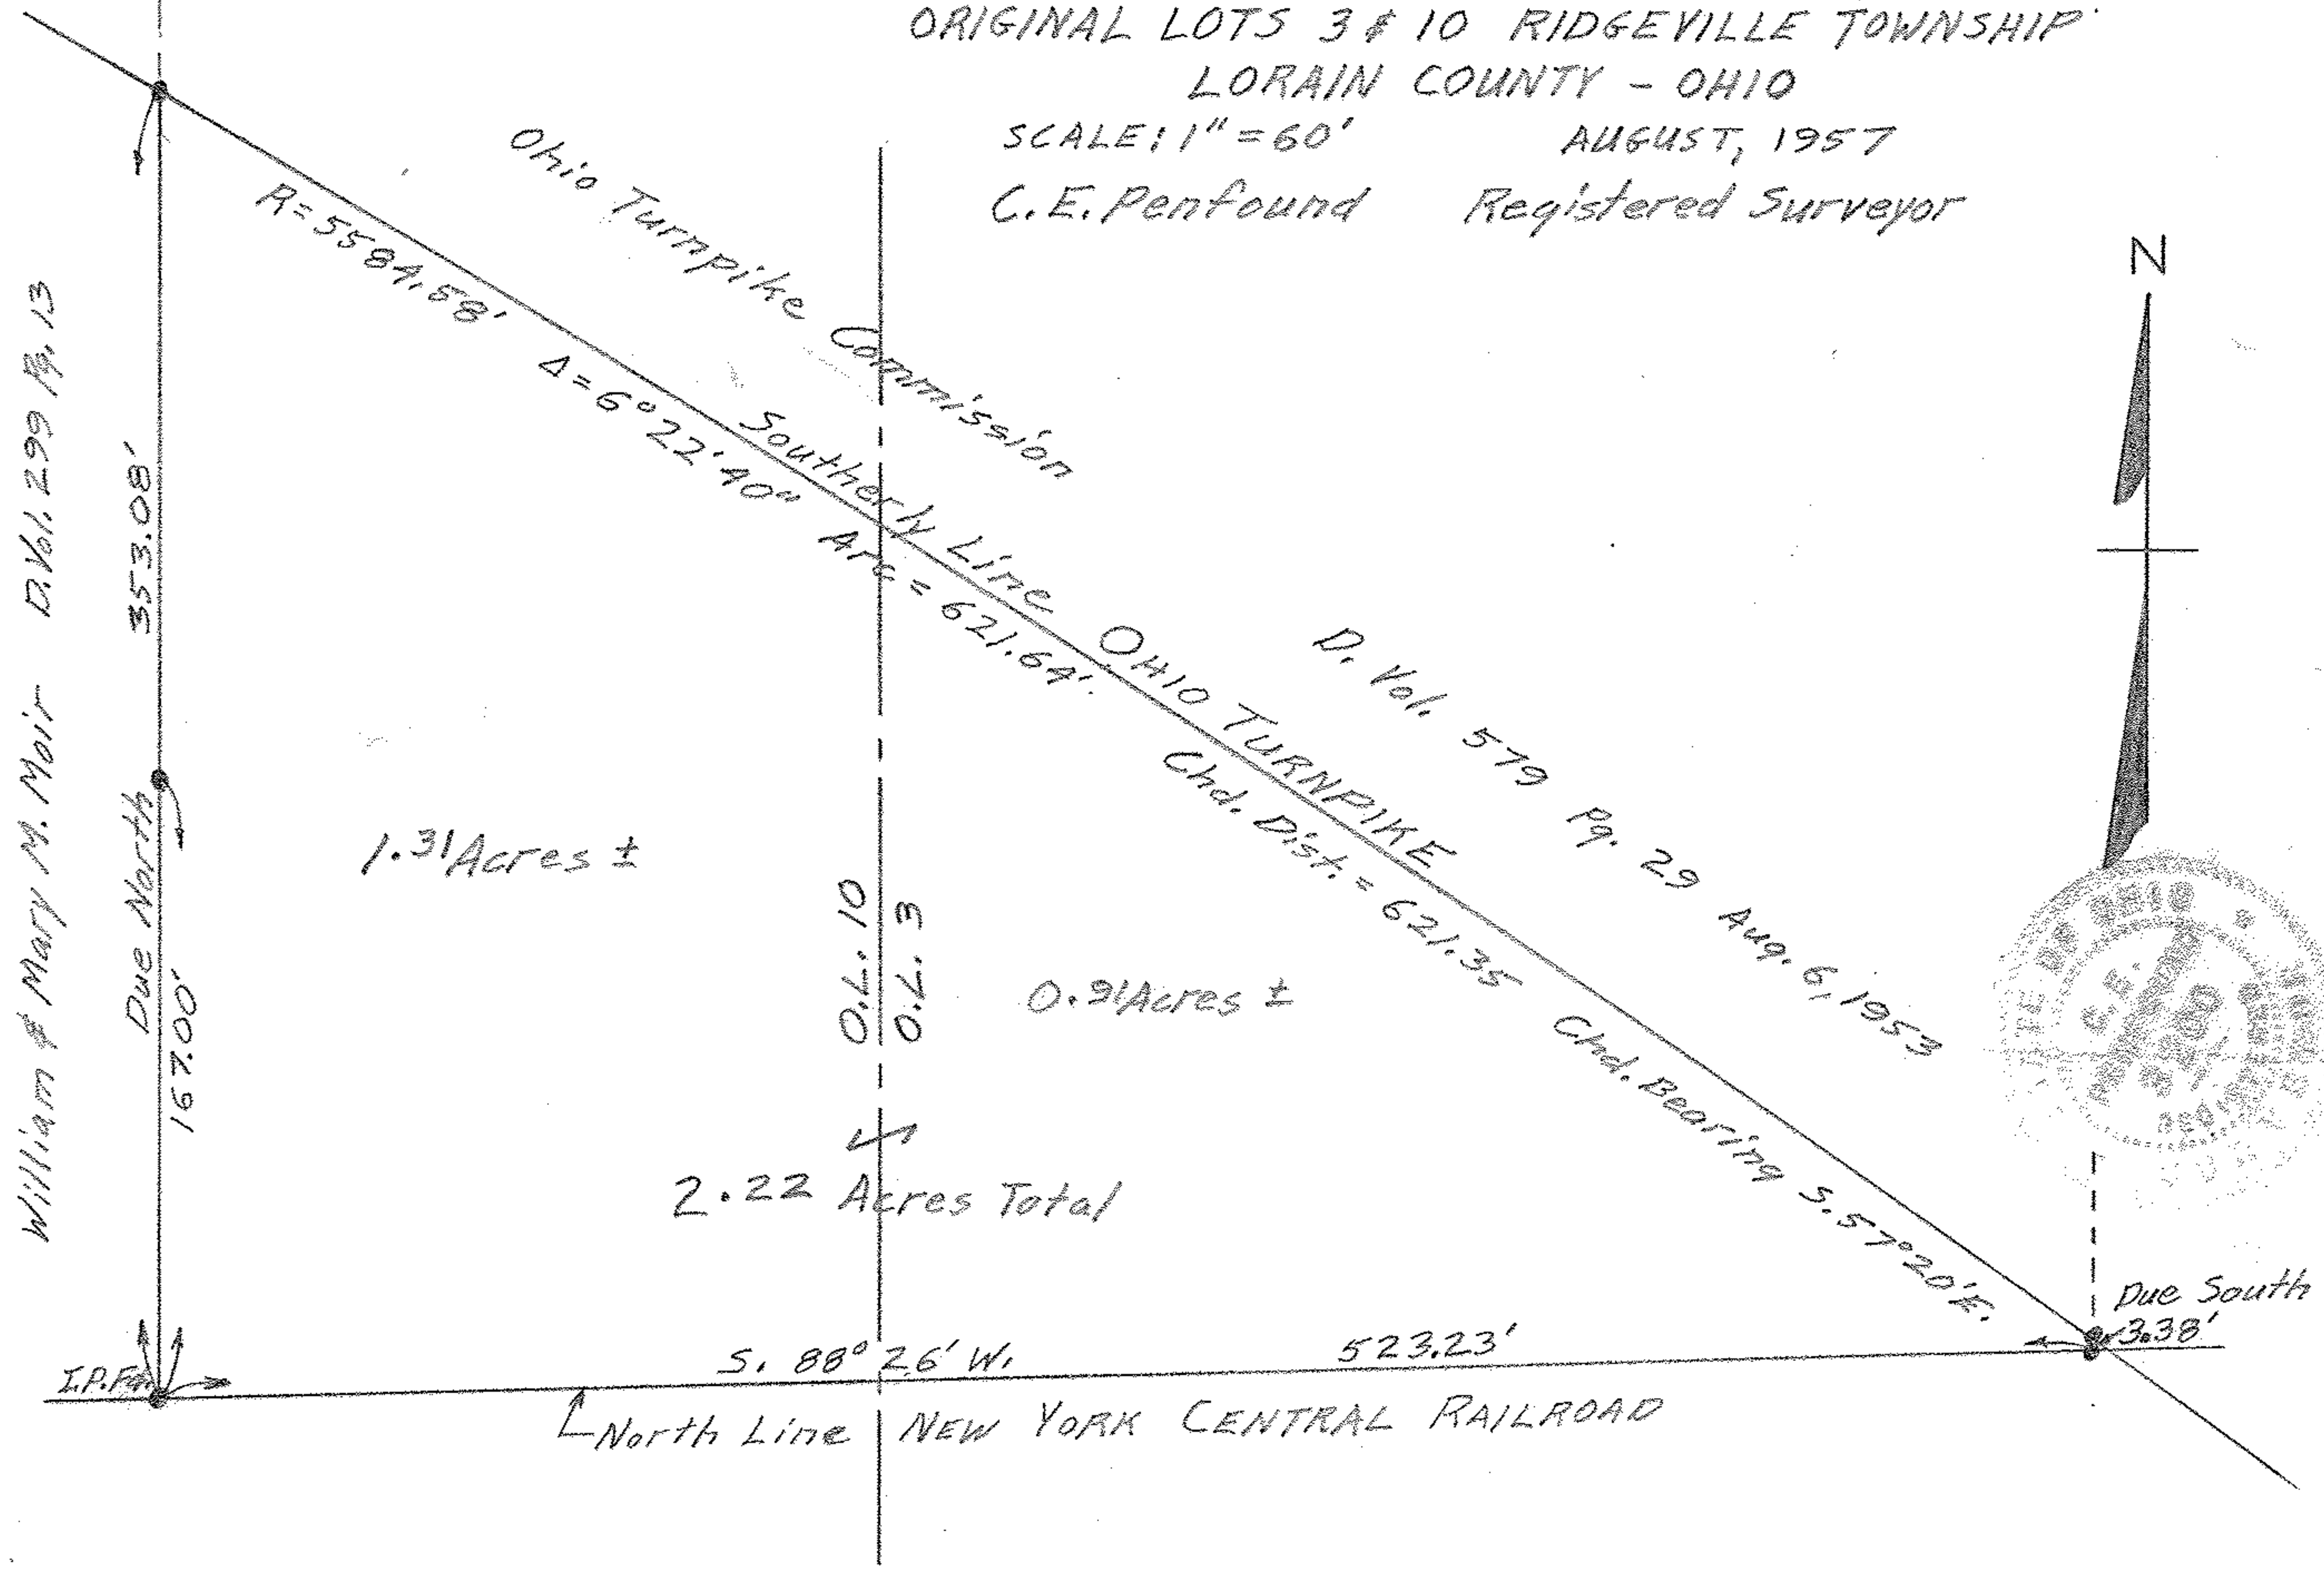 ORIGINAL LOTS 3 & 10 RIDGEVILLE TOWNSHIP
LORAIN COUNTY - OHIO
SCALE: 1" = 60' AUGUST, 1957
C. E. Penfound Registered Surveyor
N
Ohio Turnpike Commission
D. Vol. 579 Pg. 29 Aug. 6, 1953
Southerly Line OHIO TURNPIKE
R = 5584.58' Δ = 6° 22' 40" Arc = 621.64' Chd. Dist. = 621.35 Chd. Bearing S. 57° 20' E.
William & Mary M. Moir D. Vol. 299 Pg. 13
353.08'
Due North
167.00'
1.31 Acres ±
O.L. 10
O.L. 3
0.91 Acres ±
2.22 Acres Total
Due South
3.38'
I.P.Fd.
S. 88° 26' W. 523.23'
North Line NEW YORK CENTRAL RAILROAD
OHIO
C. E.